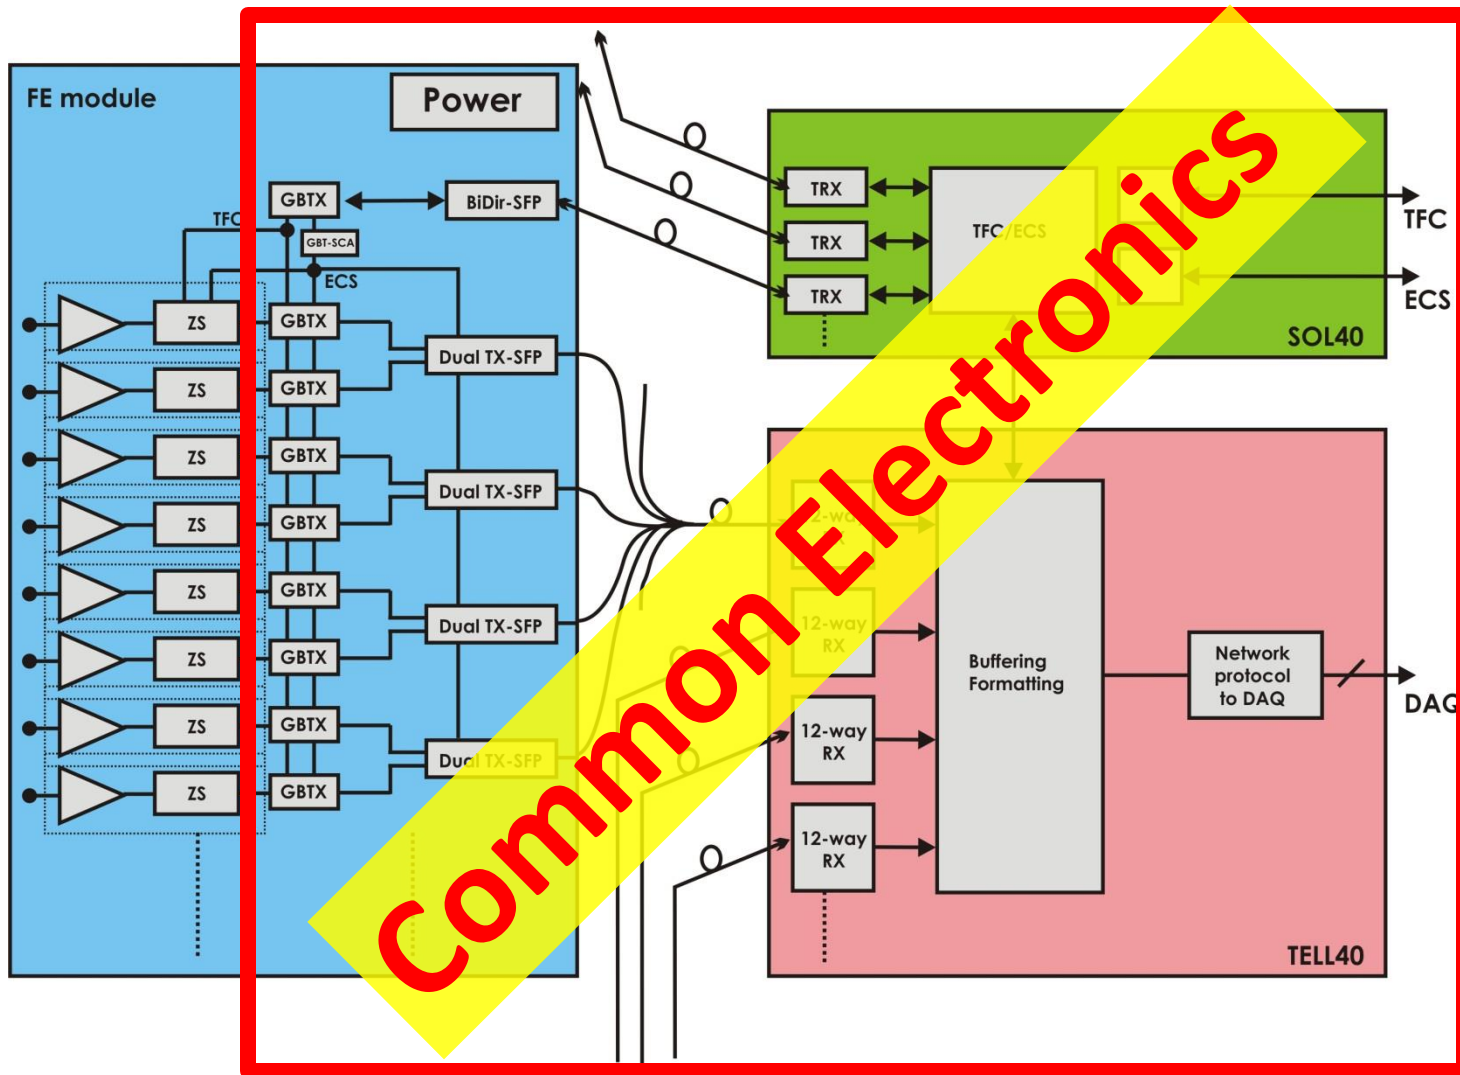 FE module
Power
GBTX
BiDir-SFP
TFC
GBT-SCA
ECS
ZS
GBTX
Dual TX-SFP
ZS
GBTX
ZS
GBTX
Dual TX-SFP
ZS
GBTX
ZS
GBTX
Dual TX-SFP
ZS
GBTX
ZS
GBTX
Dual TX-SFP
ZS
GBTX
TRX
TRX
TRX
TFC/ECS
TFC
ECS
SOL40
12-way
RX
12-way
RX
12-way
RX
Buffering
Formatting
Network
protocol
to DAQ
DAQ
TELL40
Common Electronics